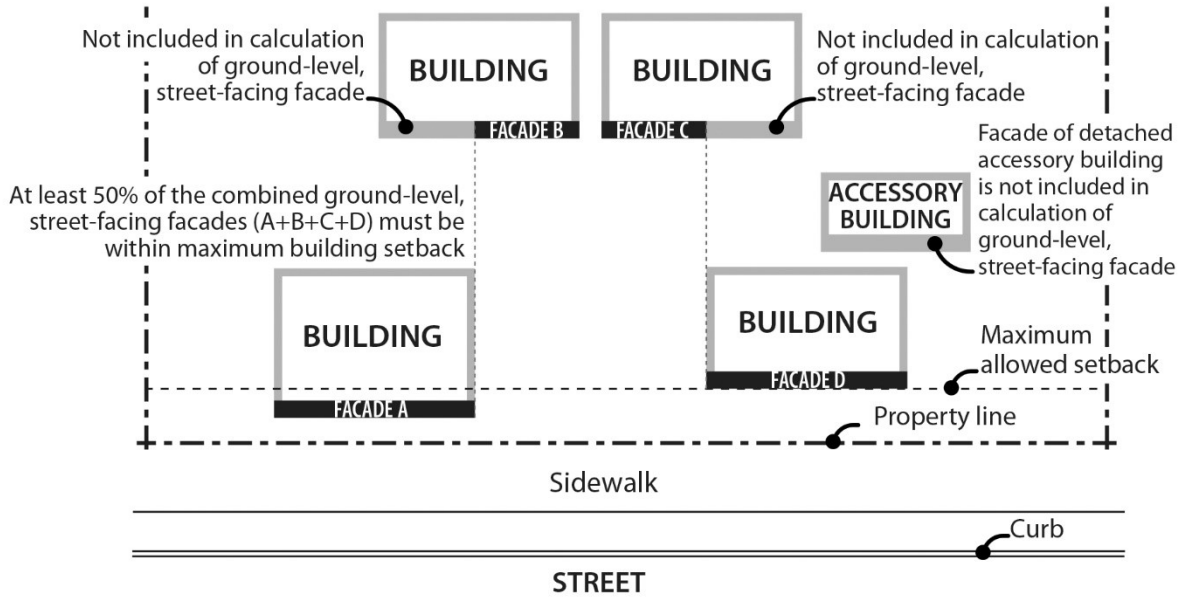 Not included in calculation
of ground-level,
street-facing facade
BUILDING
FACADE B
BUILDING
FACADE C
Not included in calculation
of ground-level,
street-facing facade
At least 50% of the combined ground-level,
street-facing facades (A+B+C+D) must be
within maximum building setback
ACCESSORY
BUILDING
Facade of detached
accessory building
is not included in
calculation of
ground-level,
street-facing facade
BUILDING
FACADE A
BUILDING
FACADE D
Maximum
allowed setback
Property line
Sidewalk
Curb
STREET